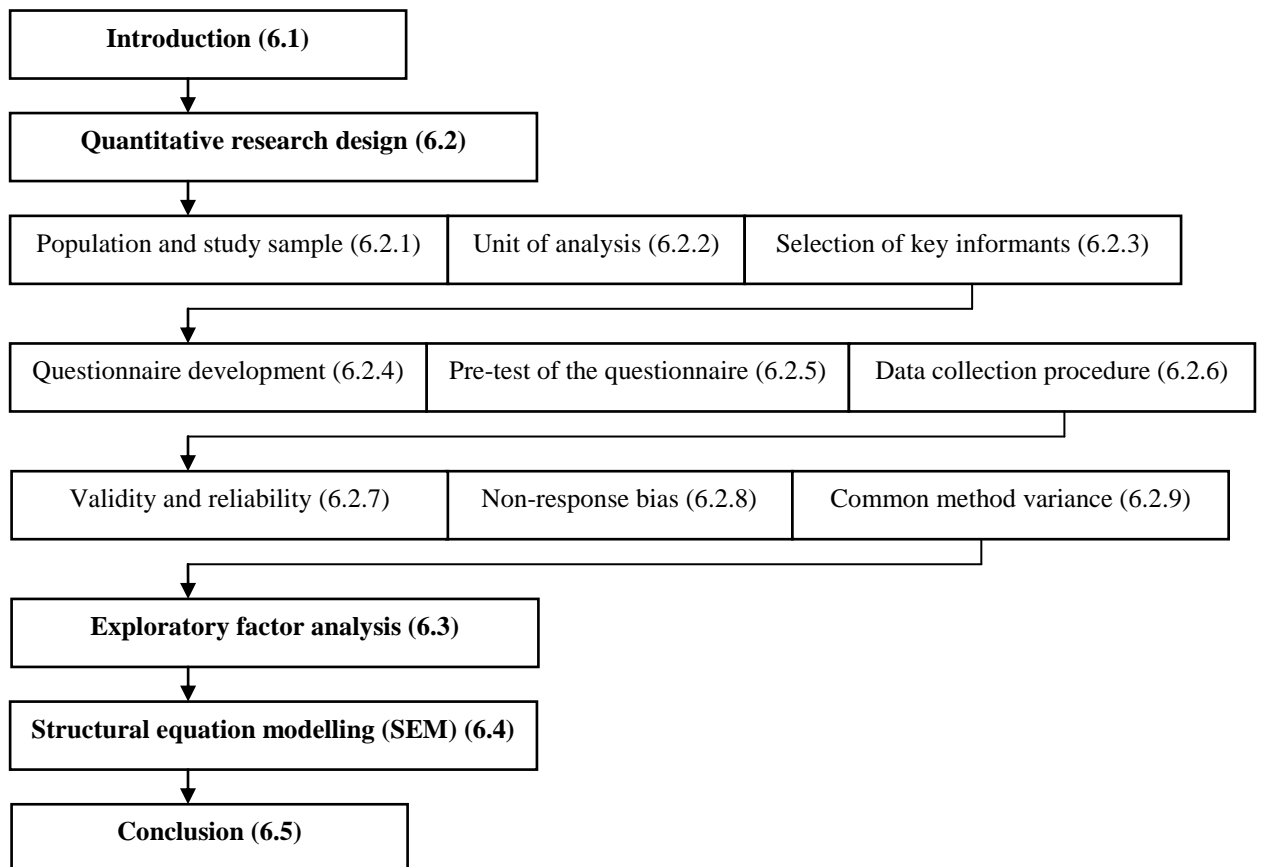 Introduction (6.1)
Quantitative research design (6.2)
Population and study sample (6.2.1) Unit of analysis (6.2.2) Selection of key informants (6.2.3)
Questionnaire development (6.2.4) Pre-test of the questionnaire (6.2.5) Data collection procedure (6.2.6)
Validity and reliability (6.2.7) Non-response bias (6.2.8) Common method variance (6.2.9)
Exploratory factor analysis (6.3)
Structural equation modelling (SEM) (6.4)
Conclusion (6.5)